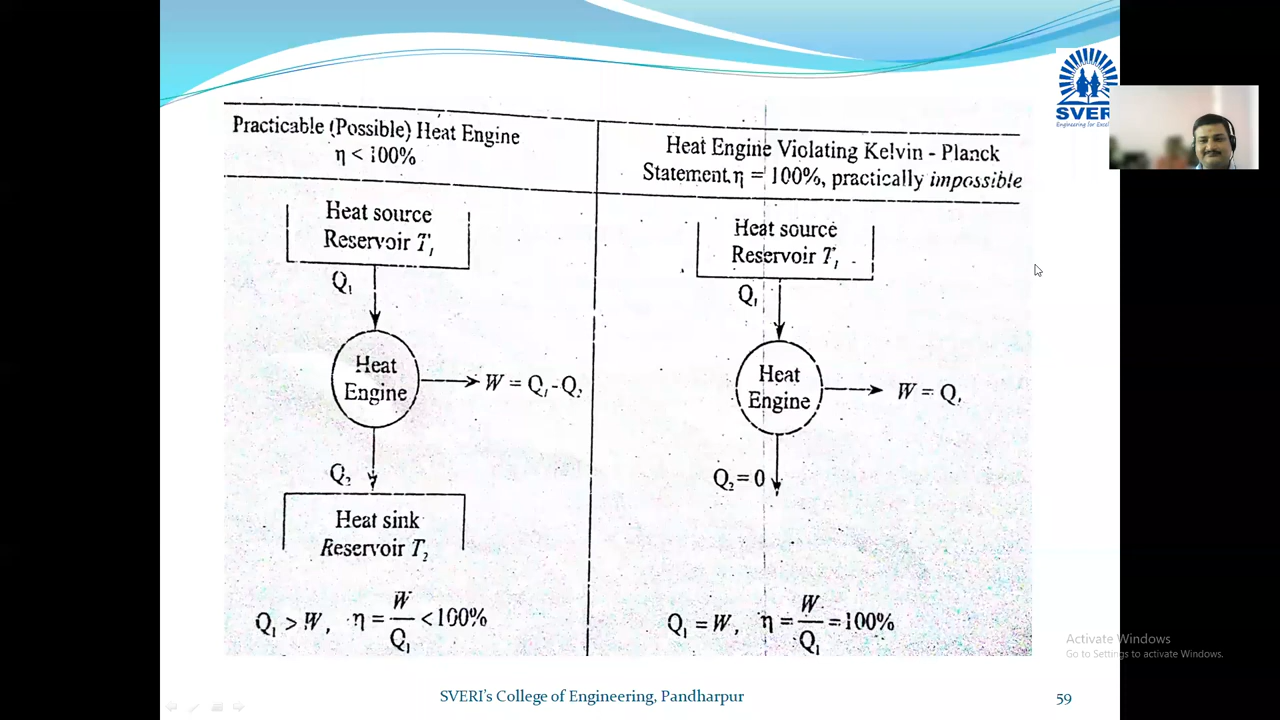 SVERI
Engineering for Excell
Practicable (Possible) Heat Engine
η < 100%
Heat source
Reservoir T₁
Q₁
Heat
Engine
W = Q₁-Q₂
Q₂
Heat sink
Reservoir T₂
Q₁ > W, η = W/Q₁ <100%
Heat Engine Violating Kelvin - Planck
Statement, η = 100%, practically impossible
Heat source
Reservoir T₁
Q₁
Heat
Engine
W = Q₁
Q₂ = 0
Q₁ = W, η = W/Q₁ = 100%
Activate Windows
Go to Settings to activate Windows.
SVERI's College of Engineering, Pandharpur
59